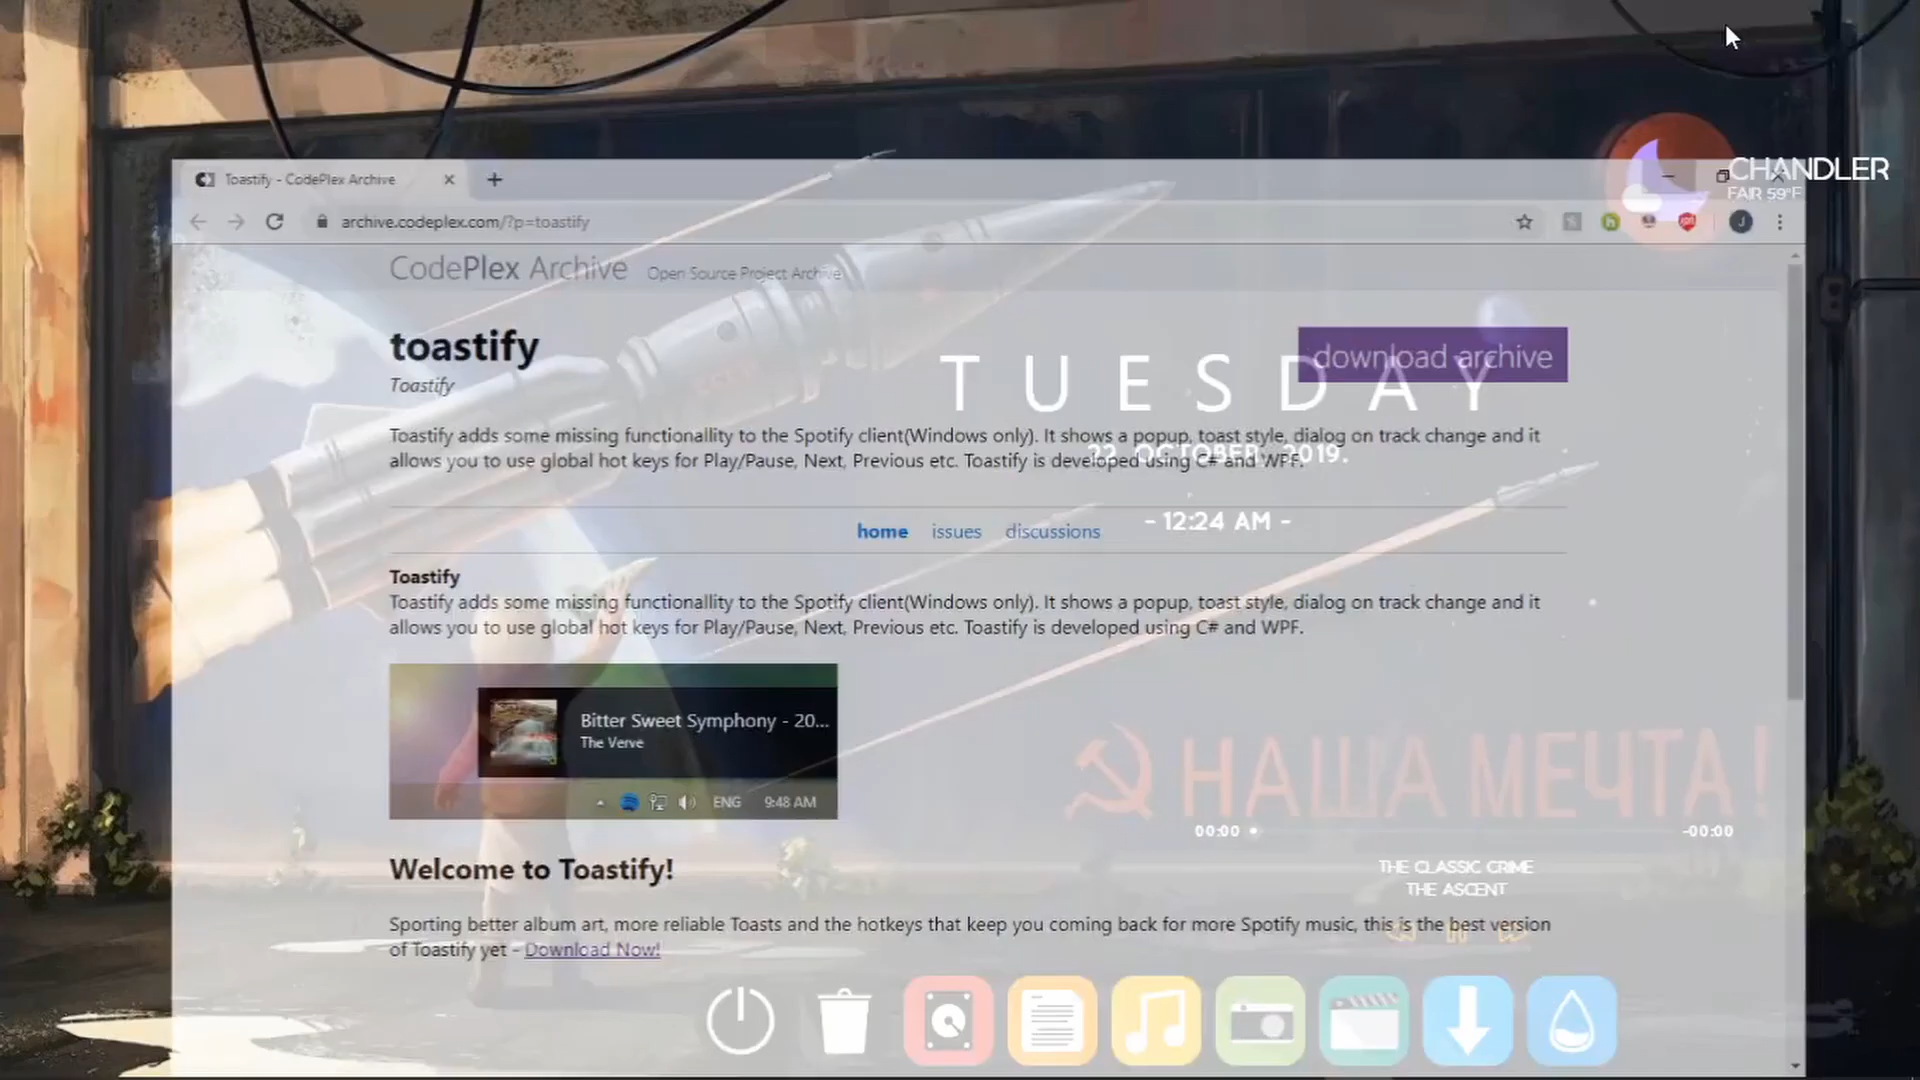 Toastify - CodePlex Archive
CHANDLER
FAIR 59°F
archive.codeplex.com/?p=toastify
J
CodePlex Archive Open Source Project Archive
toastify
download archive
Toastify
TUESDAY
Toastify adds some missing functionallity to the Spotify client(Windows only). It shows a popup, toast style, dialog on track change and it
allows you to use global hot keys for Play/Pause, Next, Previous etc. Toastify is developed using C# and WPF.
22. OCTOBER. 2019.
- 12:24 AM -
home issues discussions
Toastify
Toastify adds some missing functionallity to the Spotify client(Windows only). It shows a popup, toast style, dialog on track change and it
allows you to use global hot keys for Play/Pause, Next, Previous etc. Toastify is developed using C# and WPF.
Bitter Sweet Symphony - 20...
The Verve
ENG 9:48 AM
НАША МЕЧТА!
00:00 -00:00
THE CLASSIC CRIME
THE ASCENT
Welcome to Toastify!
Sporting better album art, more reliable Toasts and the hotkeys that keep you coming back for more Spotify music, this is the best version
of Toastify yet - Download Now!